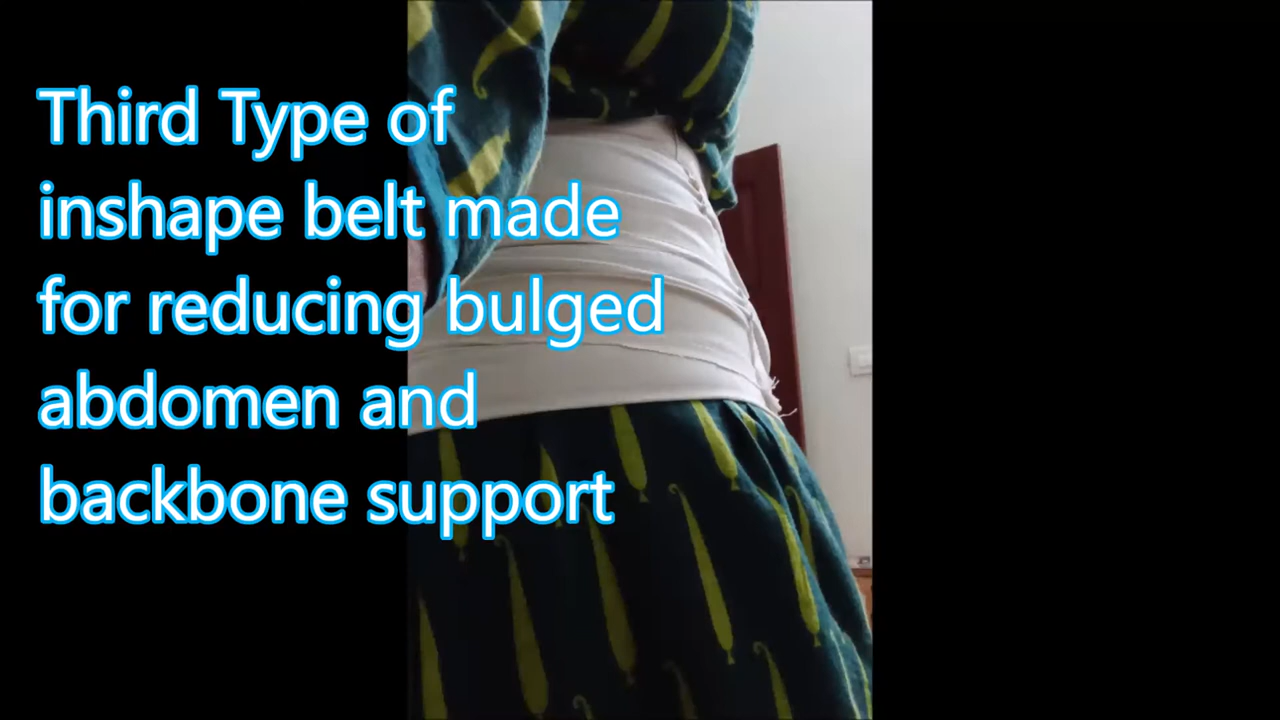 Third Type of
inshape belt made
for reducing bulged
abdomen and
backbone support